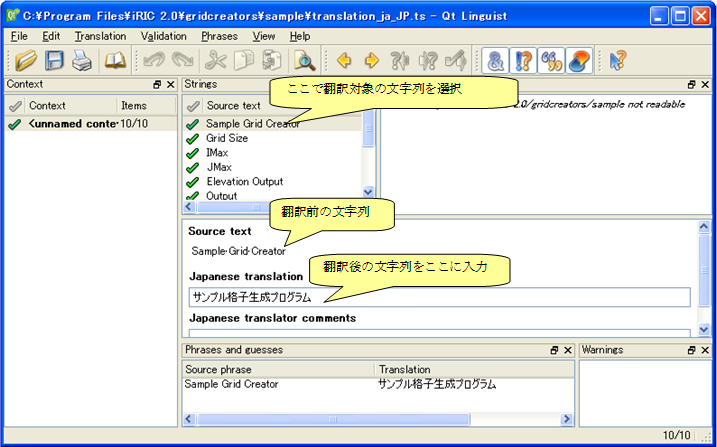 C:¥Program Files¥iRIC 2.0¥gridcreators¥sample¥translation_ja_JP.ts - Qt Linguist
File Edit Translation Validation Phrases View Help
Context
Strings
ここで翻訳対象の文字列を選択
Context Items
Source text
2.0/gridcreators/sample not readable
<unnamed conte 10/10
Sample Grid Creator
Grid Size
IMax
JMax
Elevation Output
Output
翻訳前の文字列
Source text
Sample·Grid·Creator
翻訳後の文字列をここに入力
Japanese translation
サンプル格子生成プログラム
Japanese translator comments
Phrases and guesses
Warnings
Source phrase Translation
Sample Grid Creator サンプル格子生成プログラム
10/10